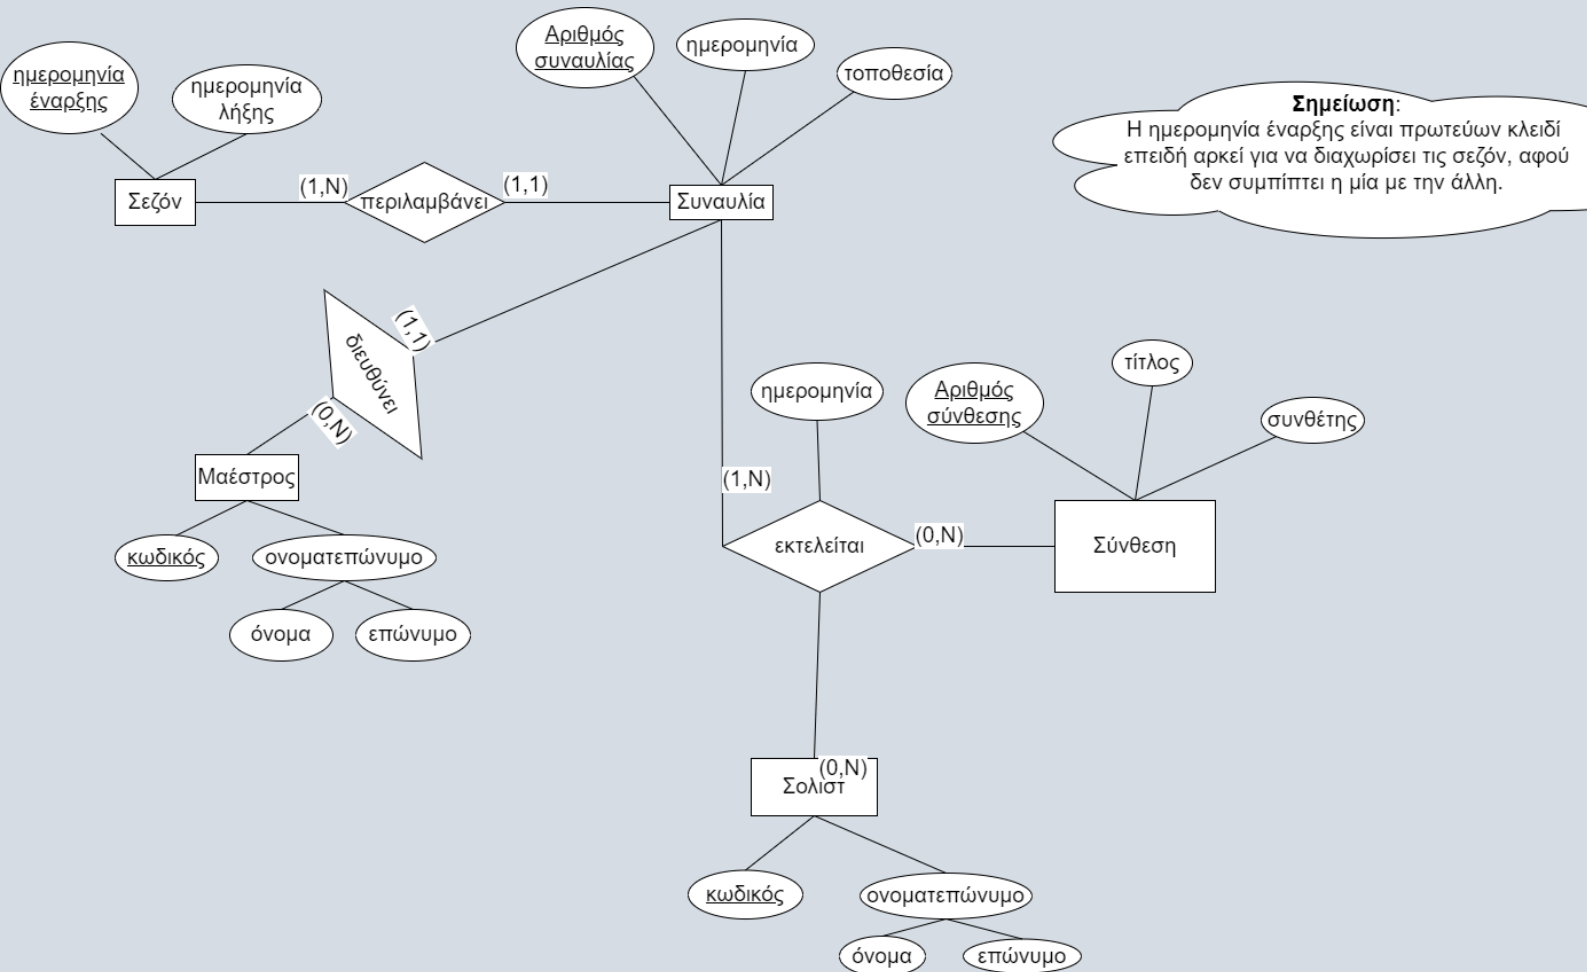 Αριθμός
συναυλίας
ημερομηνία
τοποθεσία
ημερομηνία
έναρξης
ημερομηνία
λήξης
Σημείωση:
Η ημερομηνία έναρξης είναι πρωτεύων κλειδί
επειδή αρκεί για να διαχωρίσει τις σεζόν, αφού
δεν συμπίπτει η μία με την άλλη.
Σεζόν
(1,N)
περιλαμβάνει
(1,1)
Συναυλία
(1,1)
διευθύνει
(0,N)
Μαέστρος
κωδικός
ονοματεπώνυμο
όνομα
επώνυμο
ημερομηνία
Αριθμός
σύνθεσης
τίτλος
συνθέτης
(1,N)
εκτελείται
(0,N)
Σύνθεση
(0,N)
Σολιστ
κωδικός
ονοματεπώνυμο
όνομα
επώνυμο